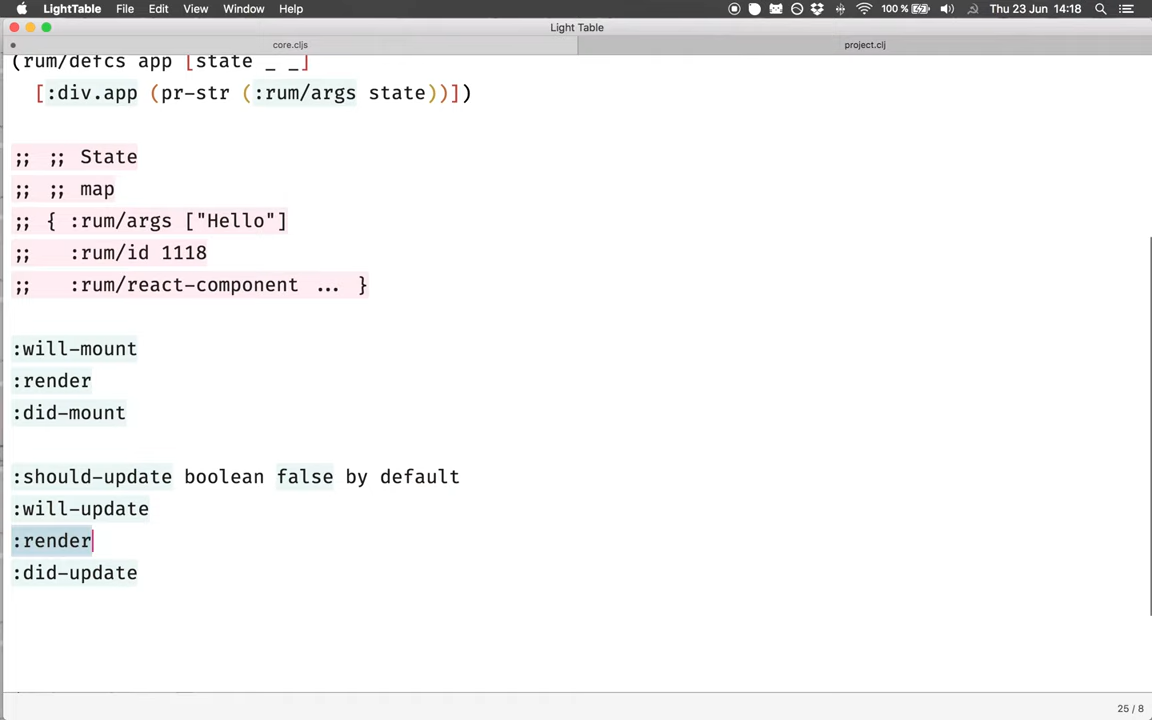 LightTable File Edit View Window Help 100 % Thu 23 Jun 14:18
Light Table
core.cljs project.clj
(rum/defcs app [state _ _]
[:div.app (pr-str (:rum/args state))])
;; ;; State
;; ;; map
;; { :rum/args ["Hello"]
;; :rum/id 1118
;; :rum/react-component ... }
:will-mount
:render
:did-mount
:should-update boolean false by default
:will-update
:render
:did-update
25 / 8